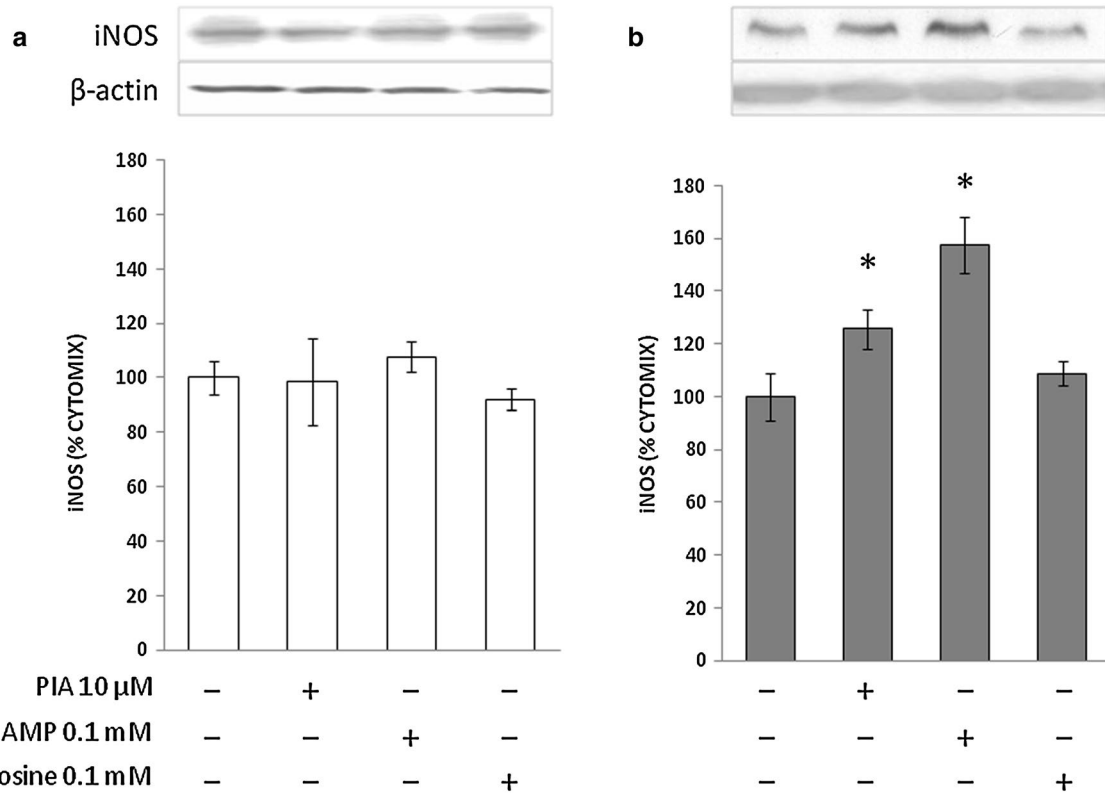 a
iNOS
β-actin
b
180
160
140
120
100
80
60
40
20
0
iNOS (% CYTOMIX)
*
*
180
160
140
120
100
80
60
40
20
0
iNOS (% CYTOMIX)
PIA 10 µM – + – – – + – –
AMP 0.1 mM – – + – – – + –
osine 0.1 mM – – – + – – – +